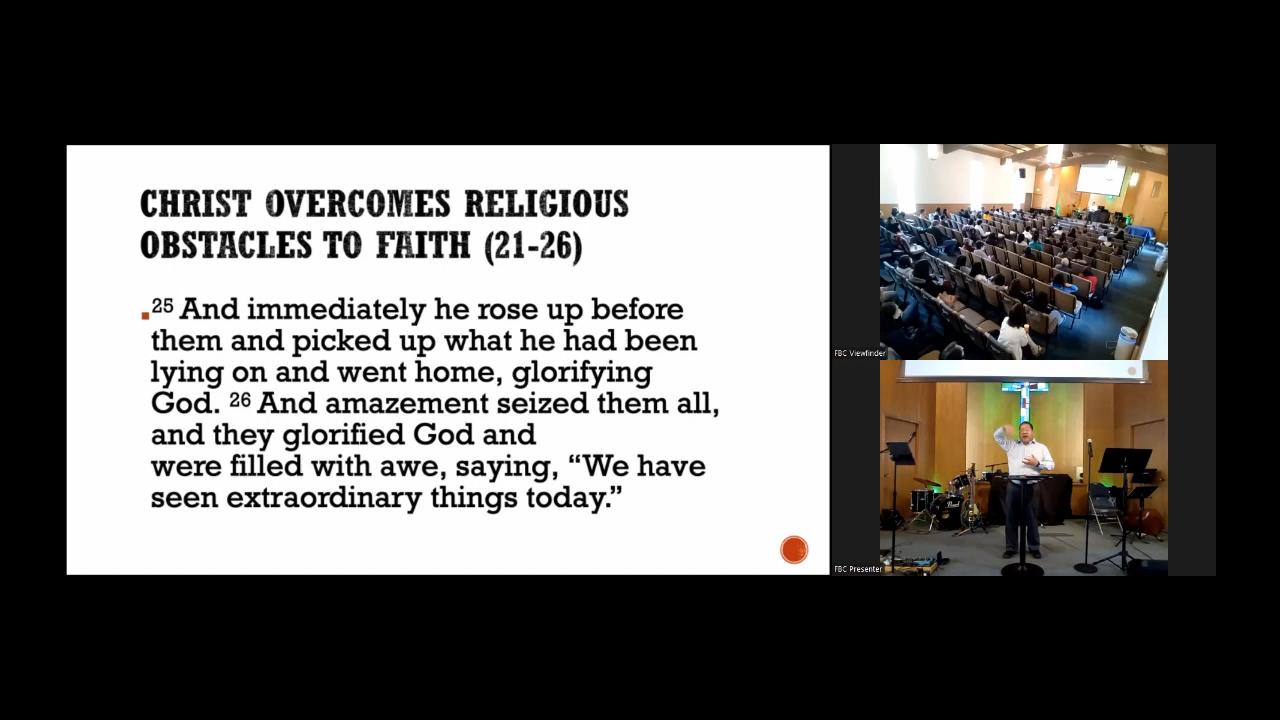 CHRIST OVERCOMES RELIGIOUS
OBSTACLES TO FAITH (21-26)
25 And immediately he rose up before
them and picked up what he had been
lying on and went home, glorifying
God. 26 And amazement seized them all,
and they glorified God and
were filled with awe, saying, “We have
seen extraordinary things today.”
FBC Viewfinder
FBC Presenter
Pearl